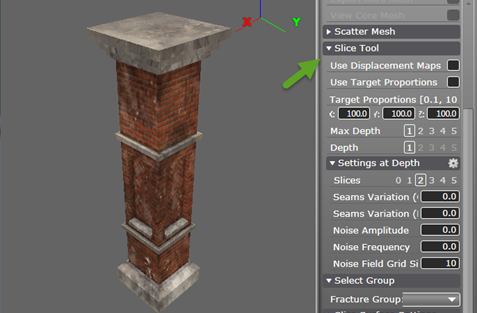 X
Y
View Core Mesh
Scatter Mesh
Slice Tool
Use Displacement Maps
Use Target Proportions
Target Proportions [0.1, 10
X: 100.0 Y: 100.0 Z: 100.0
Max Depth 1 2 3 4 5
Depth 1 2 3 4 5
Settings at Depth
Slices 0 1 2 3 4 5
Seams Variation ( 0.0
Seams Variation ( 0.0
Noise Amplitude 0.0
Noise Frequency 0.0
Noise Field Grid Si 10
Select Group
Fracture Group: